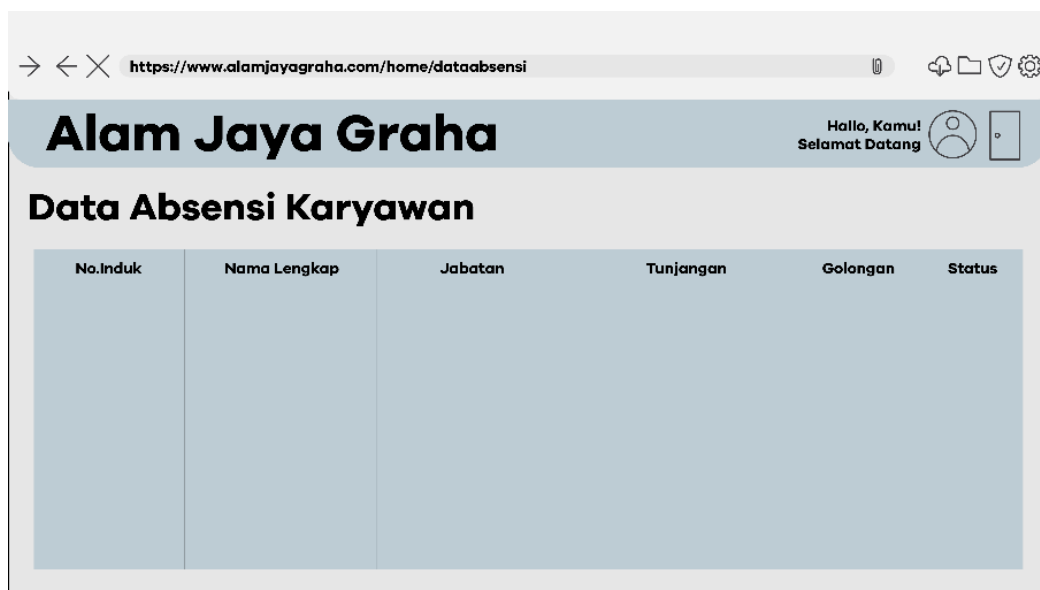 https://www.alamjayagraha.com/home/dataabsensi
Alam Jaya Graha
Hallo, Kamu!
Selamat Datang
Data Absensi Karyawan
No.Induk Nama Lengkap Jabatan Tunjangan Golongan Status